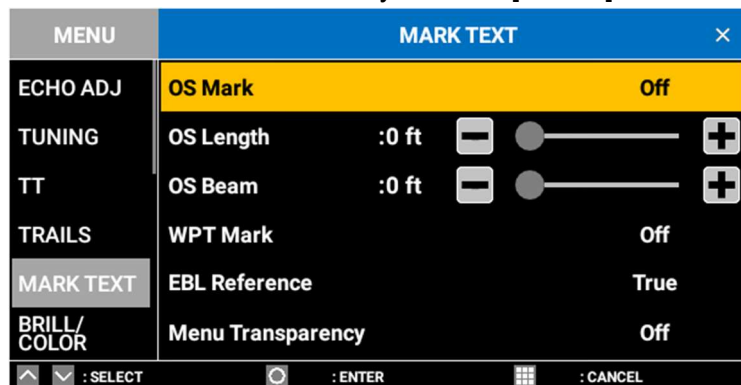 MENU MARK TEXT ×
ECHO ADJ OS Mark Off
TUNING OS Length :0 ft
TT OS Beam :0 ft
TRAILS WPT Mark Off
MARK TEXT EBL Reference True
BRILL/
COLOR Menu Transparency Off
: SELECT : ENTER : CANCEL